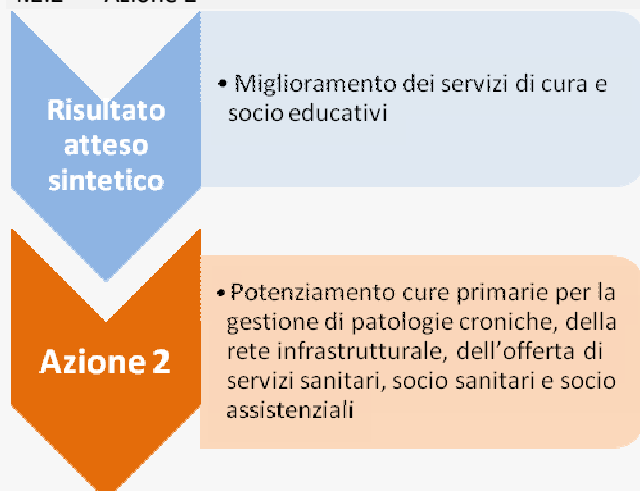 Risultato
atteso
sintetico
• Miglioramento dei servizi di cura e
socio educativi
Azione 2
• Potenziamento cure primarie per la
gestione di patologie croniche, della
rete infrastrutturale, dell'offerta di
servizi sanitari, socio sanitari e socio
assistenziali